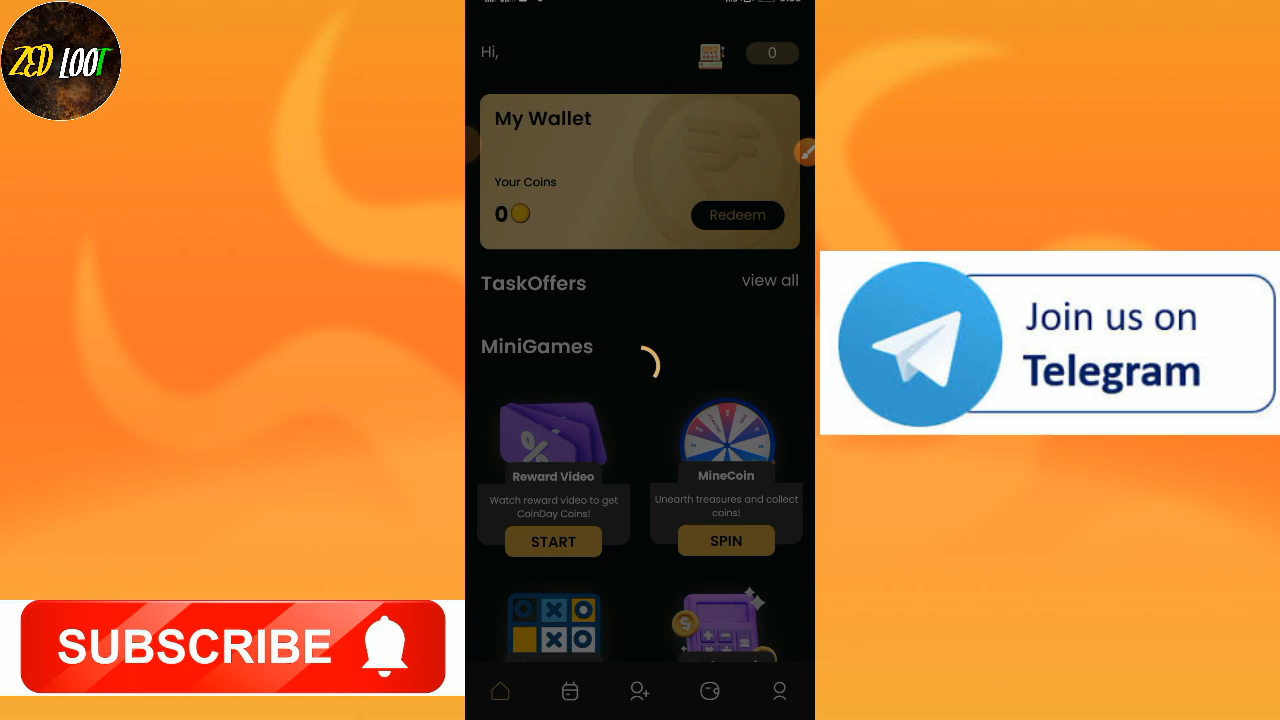 ZED LOOT
Hi,
0
My Wallet
Your Coins
0
Redeem
TaskOffers
view all
MiniGames
Reward Video
Watch reward video to get
CoinDay Coins!
START
MineCoin
Unearth treasures and collect
coins!
SPIN
Join us on
Telegram
SUBSCRIBE